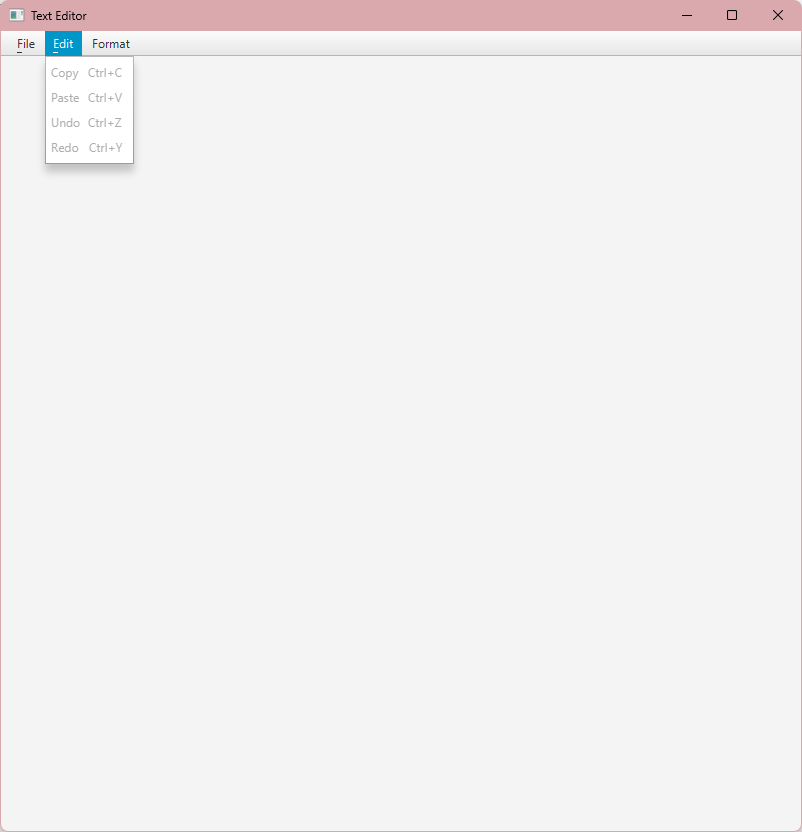 Text Editor
File Edit Format
Copy Ctrl+C
Paste Ctrl+V
Undo Ctrl+Z
Redo Ctrl+Y